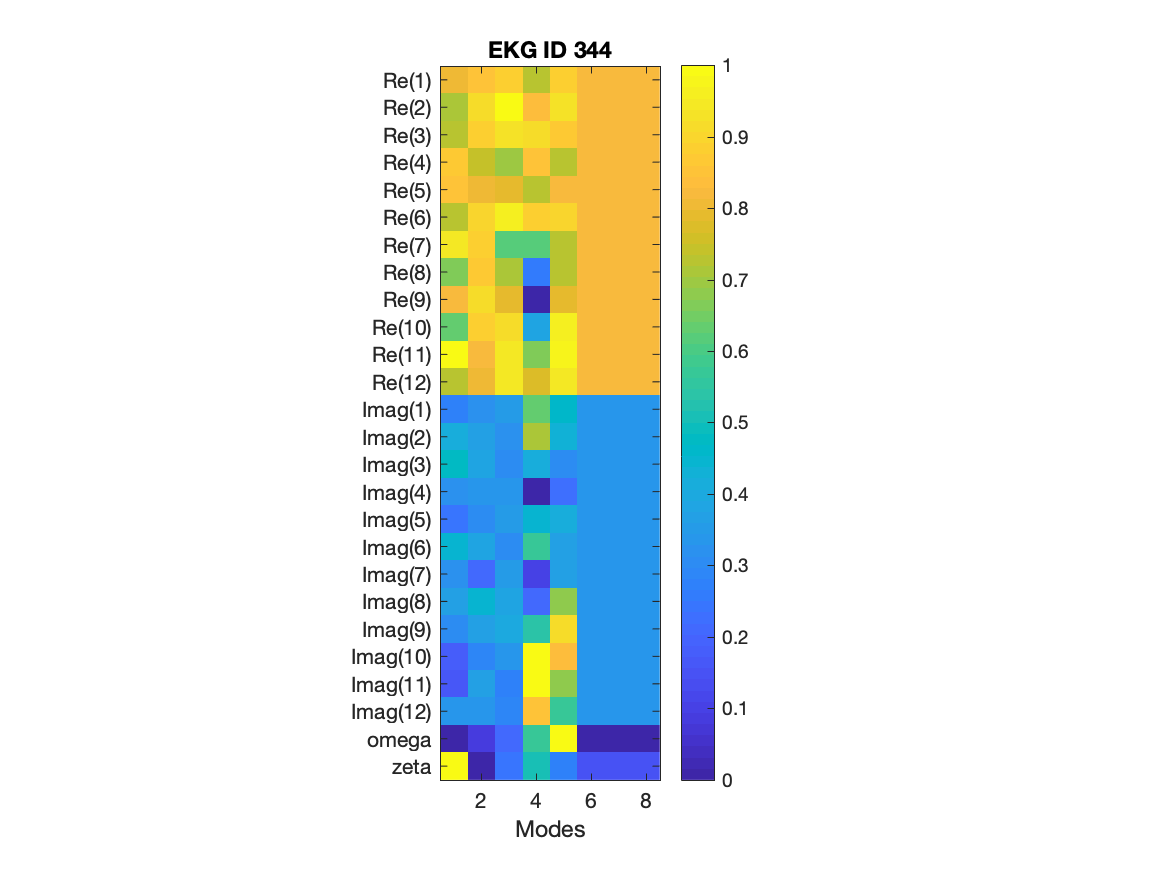 EKG ID 344
Re(1)
Re(2)
Re(3)
Re(4)
Re(5)
Re(6)
Re(7)
Re(8)
Re(9)
Re(10)
Re(11)
Re(12)
Imag(1)
Imag(2)
Imag(3)
Imag(4)
Imag(5)
Imag(6)
Imag(7)
Imag(8)
Imag(9)
Imag(10)
Imag(11)
Imag(12)
omega
zeta
2 4 6 8
Modes
1
0.9
0.8
0.7
0.6
0.5
0.4
0.3
0.2
0.1
0